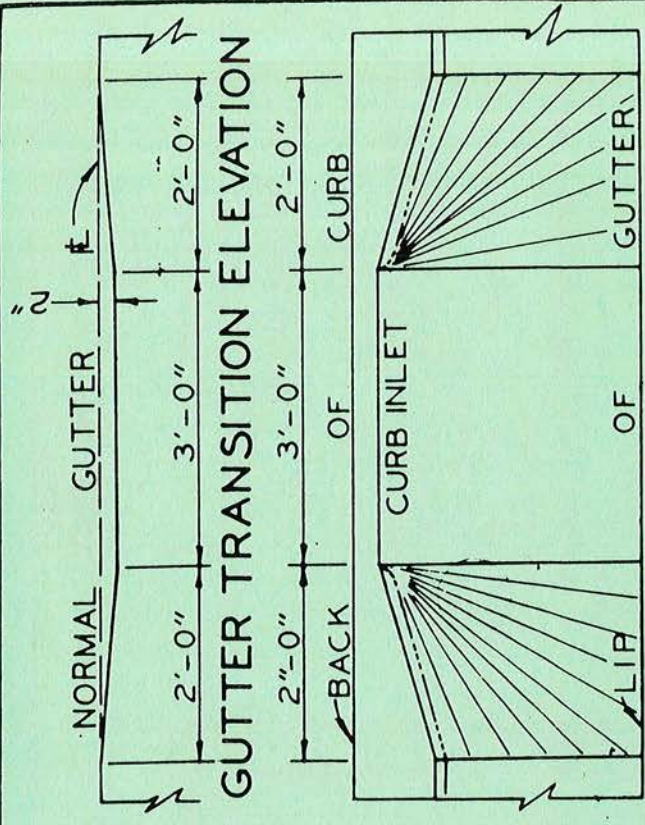 NORMAL GUTTER 2" FL
2'-0" 3'-0" 2'-0"
GUTTER TRANSITION ELEVATION
2"-0" 3'-0" 2'-0"
BACK OF CURB
CURB INLET
LIP OF GUTTER